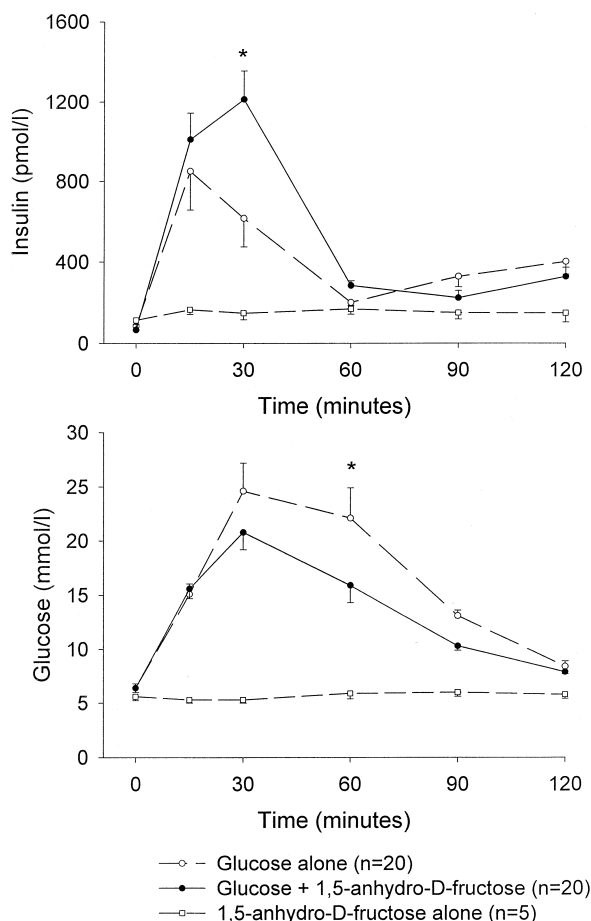 1600
1200
800
400
0
Insulin (pmol/l)
*
0 30 60 90 120
Time (minutes)
30
25
20
15
10
5
0
Glucose (mmol/l)
*
0 30 60 90 120
Time (minutes)
Glucose alone (n=20)
Glucose + 1,5-anhydro-D-fructose (n=20)
1,5-anhydro-D-fructose alone (n=5)